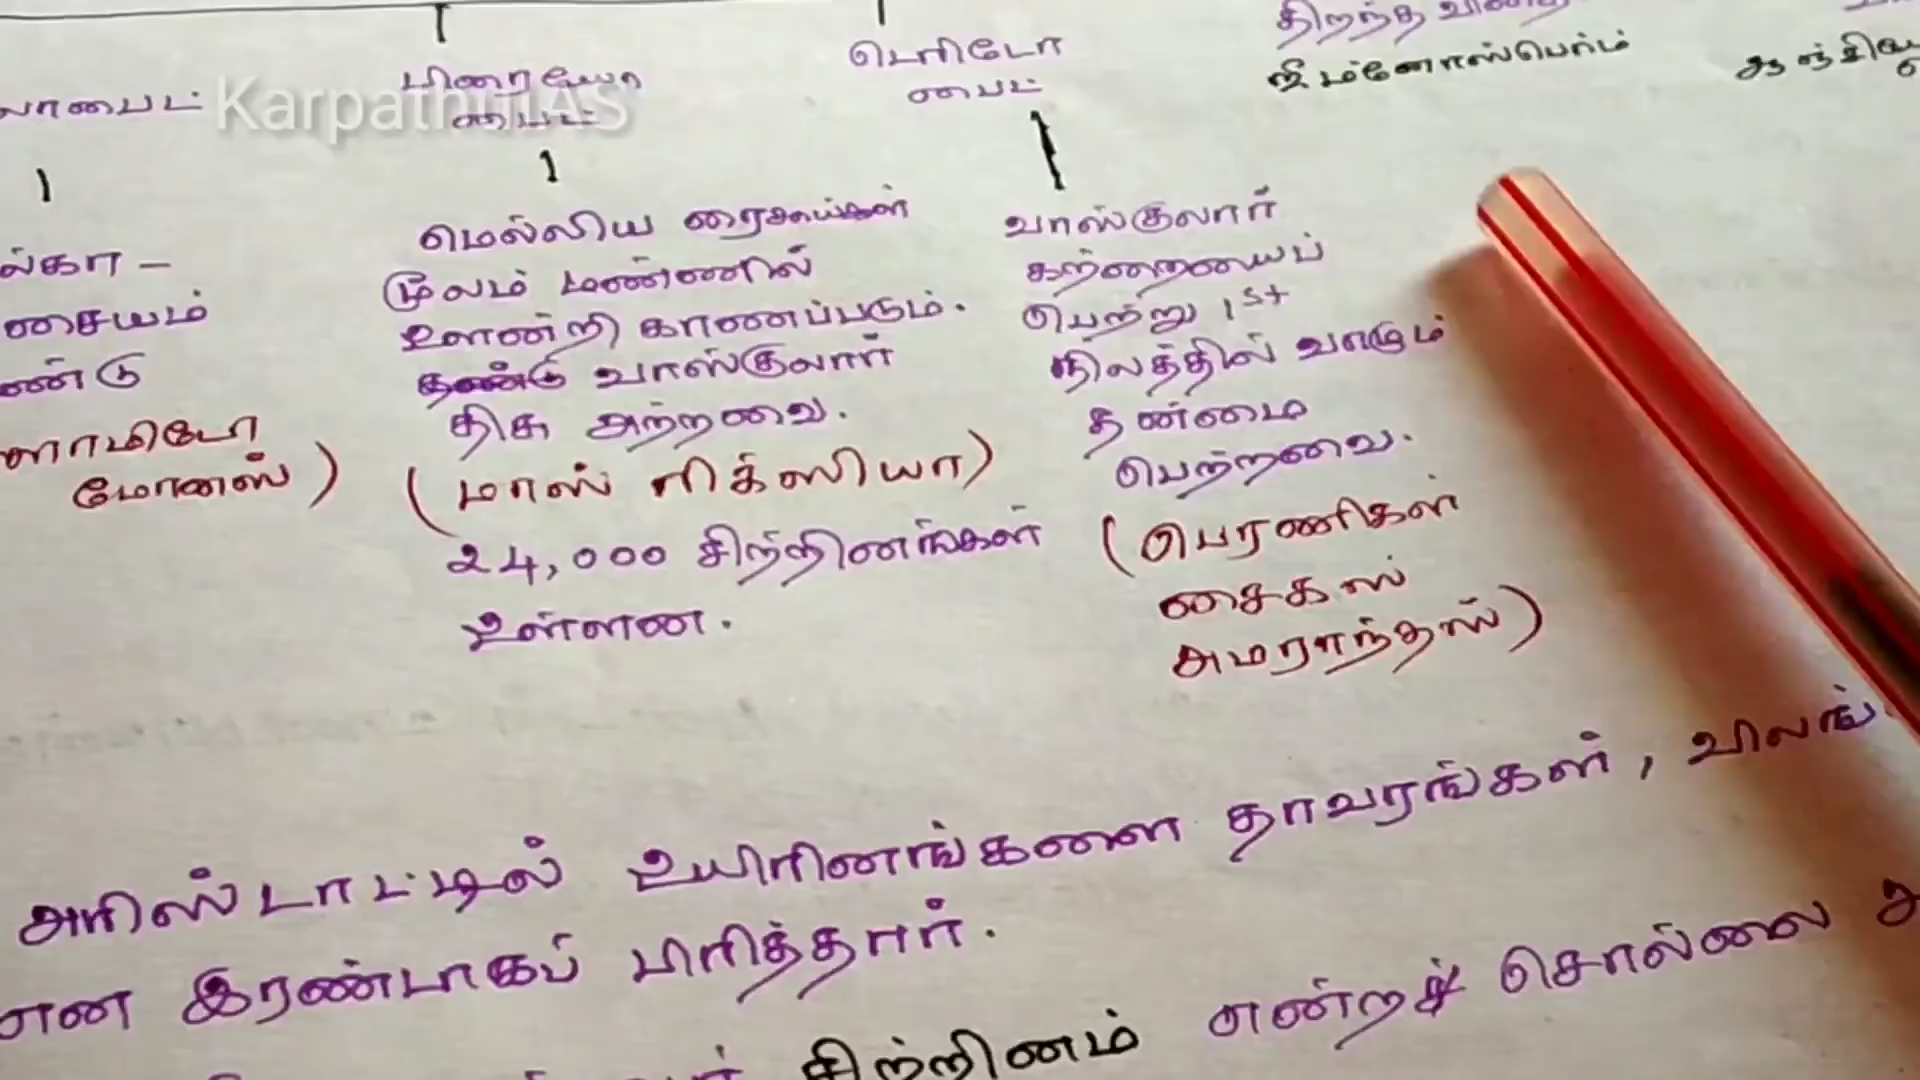 திறந்த
ஜிம்னோஸ்பெர்ம்
பிரையோ
பைட்
டெரிடோ
பைட்
KarpathuIAS
மெல்லிய ரைசாய்கள்
மூலம் மண்ணில்
ஊன்றி காணப்படும்.
தண்டு வாஸ்குலார்
திசு அற்றவை.
(மாஸ் ரிக்ஸியா)
24,000 சிற்றினங்கள்
உள்ளன.
வாஸ்குலார்
கற்றையைப்
பெற்று 1st
நிலத்தில் வாழும்
தன்மை
பெற்றவை.
(பெரணிகள்
சைகஸ்
அமராந்தஸ்)
மோனஸ்)
அரிஸ்டாட்டில் உயிரினங்களை தாவரங்கள், விலங்
என இரண்டாகப் பிரித்தார்.
சிற்றினம் என்றச் சொல்லை